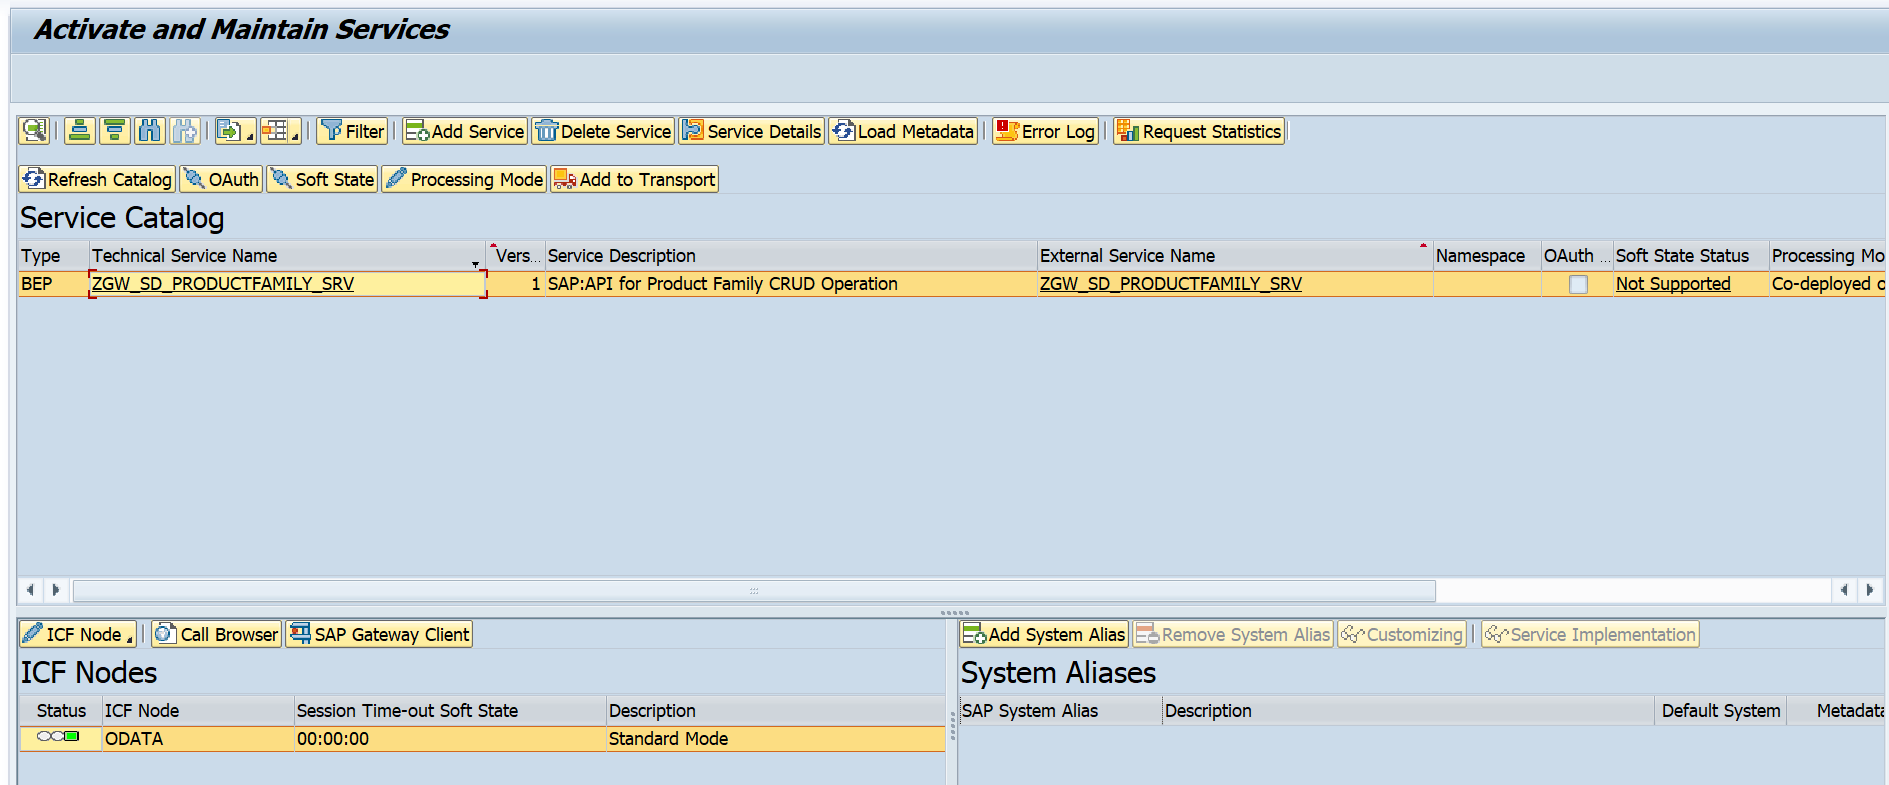 Activate and Maintain Services
Filter Add Service Delete Service Service Details Load Metadata Error Log Request Statistics
Refresh Catalog OAuth Soft State Processing Mode Add to Transport
Service Catalog
Type Technical Service Name Vers... Service Description External Service Name Namespace OAuth ... Soft State Status Processing Mo
BEP ZGW_SD_PRODUCTFAMILY_SRV 1 SAP:API for Product Family CRUD Operation ZGW_SD_PRODUCTFAMILY_SRV Not Supported Co-deployed o
ICF Node Call Browser SAP Gateway Client
ICF Nodes
Status ICF Node Session Time-out Soft State Description
ODATA 00:00:00 Standard Mode
Add System Alias Remove System Alias Customizing Service Implementation
System Aliases
SAP System Alias Description Default System Metadata